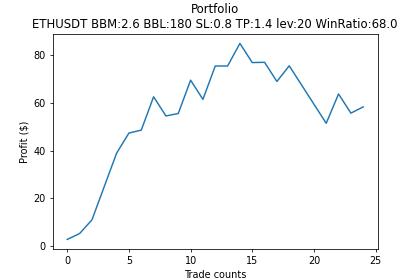 Portfolio
ETHUSDT BBM:2.6 BBL:180 SL:0.8 TP:1.4 lev:20 WinRatio:68.0
80
60
40
20
0
Profit ($)
0 5 10 15 20 25
Trade counts